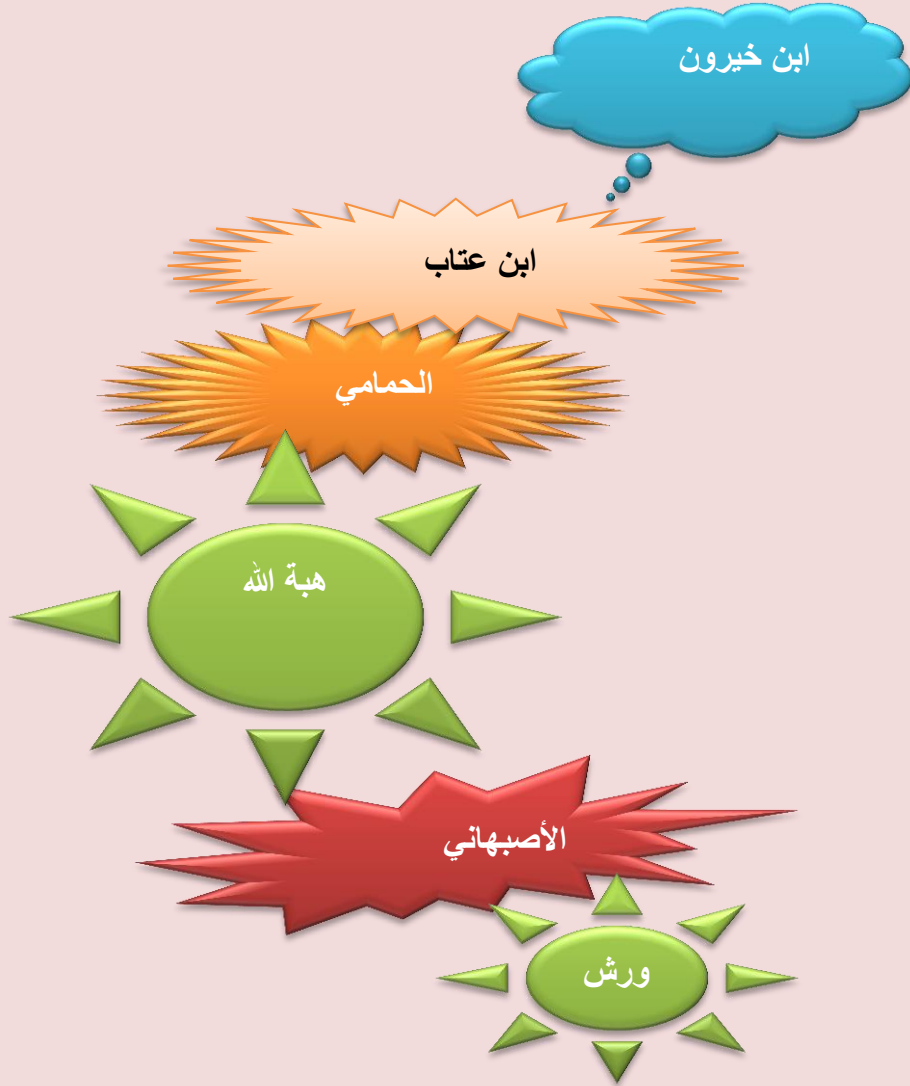 ابن خيرون
ابن عتاب
الحمامي
هبة الله
الأصبهاني
ورش